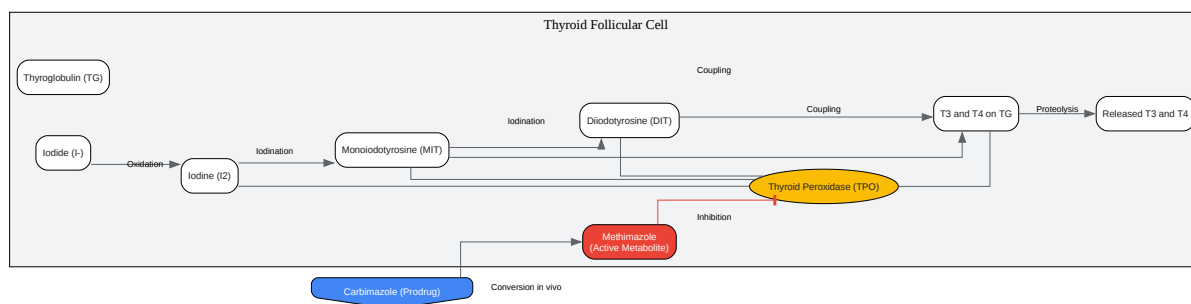 Thyroid Follicular Cell
Thyroglobulin (TG)
Coupling
Diiodotyrosine (DIT)
Coupling
T3 and T4 on TG
Proteolysis
Released T3 and T4
Iodination
Iodide (I-)
Oxidation
Iodine (I2)
Iodination
Monoiodotyrosine (MIT)
Thyroid Peroxidase (TPO)
Inhibition
Methimazole
(Active Metabolite)
Carbimazole (Prodrug)
Conversion in vivo